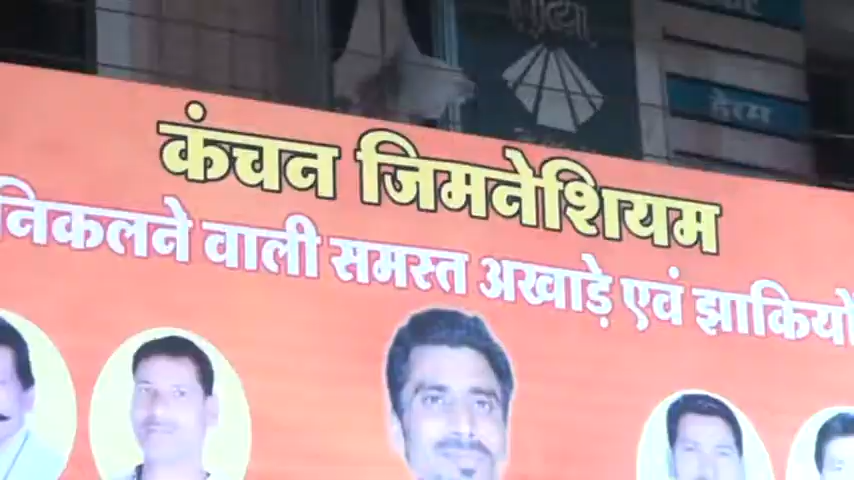 कंचन जिमनेशियम
निकलने वाली समस्त अखाड़े एवं झाकियो